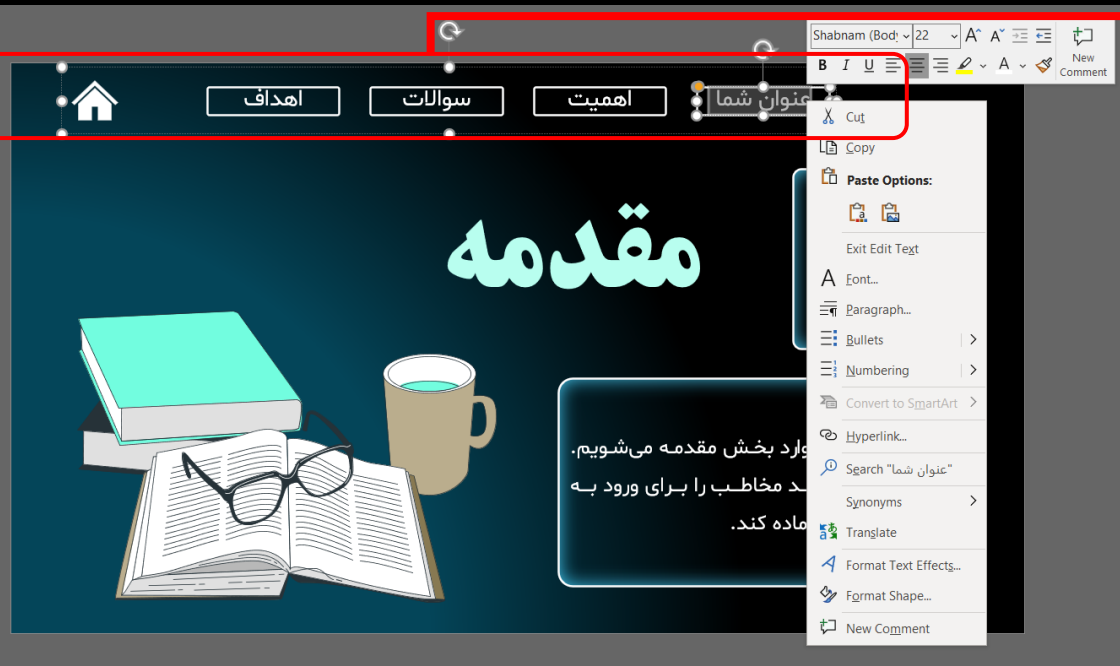 Shabnam (Body
22
New
Comment
B I U A
عنوان شما
اهمیت
سوالات
اهداف
مقدمه
وارد بخش مقدمه می‌شویم.
مخاطب را برای ورود به
کند.
Cut
Copy
Paste Options:
Exit Edit Text
Font...
Paragraph...
Bullets
Numbering
Convert to SmartArt
Hyperlink...
Search "عنوان شما"
Synonyms
Translate
Format Text Effects...
Format Shape...
New Comment